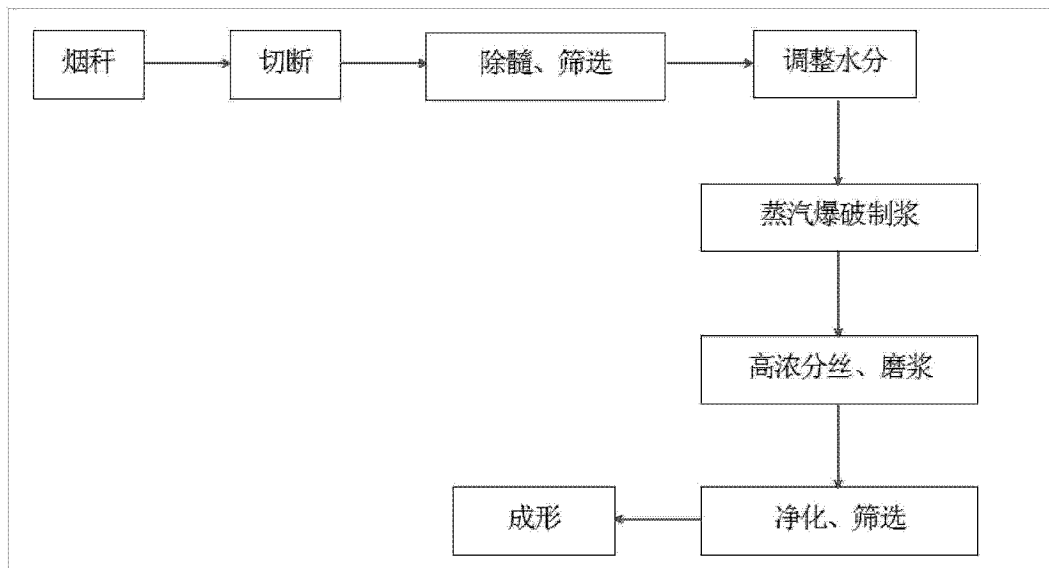 烟秆
切断
除髓、筛选
调整水分
蒸汽爆破制浆
高浓分丝、磨浆
净化、筛选
成形